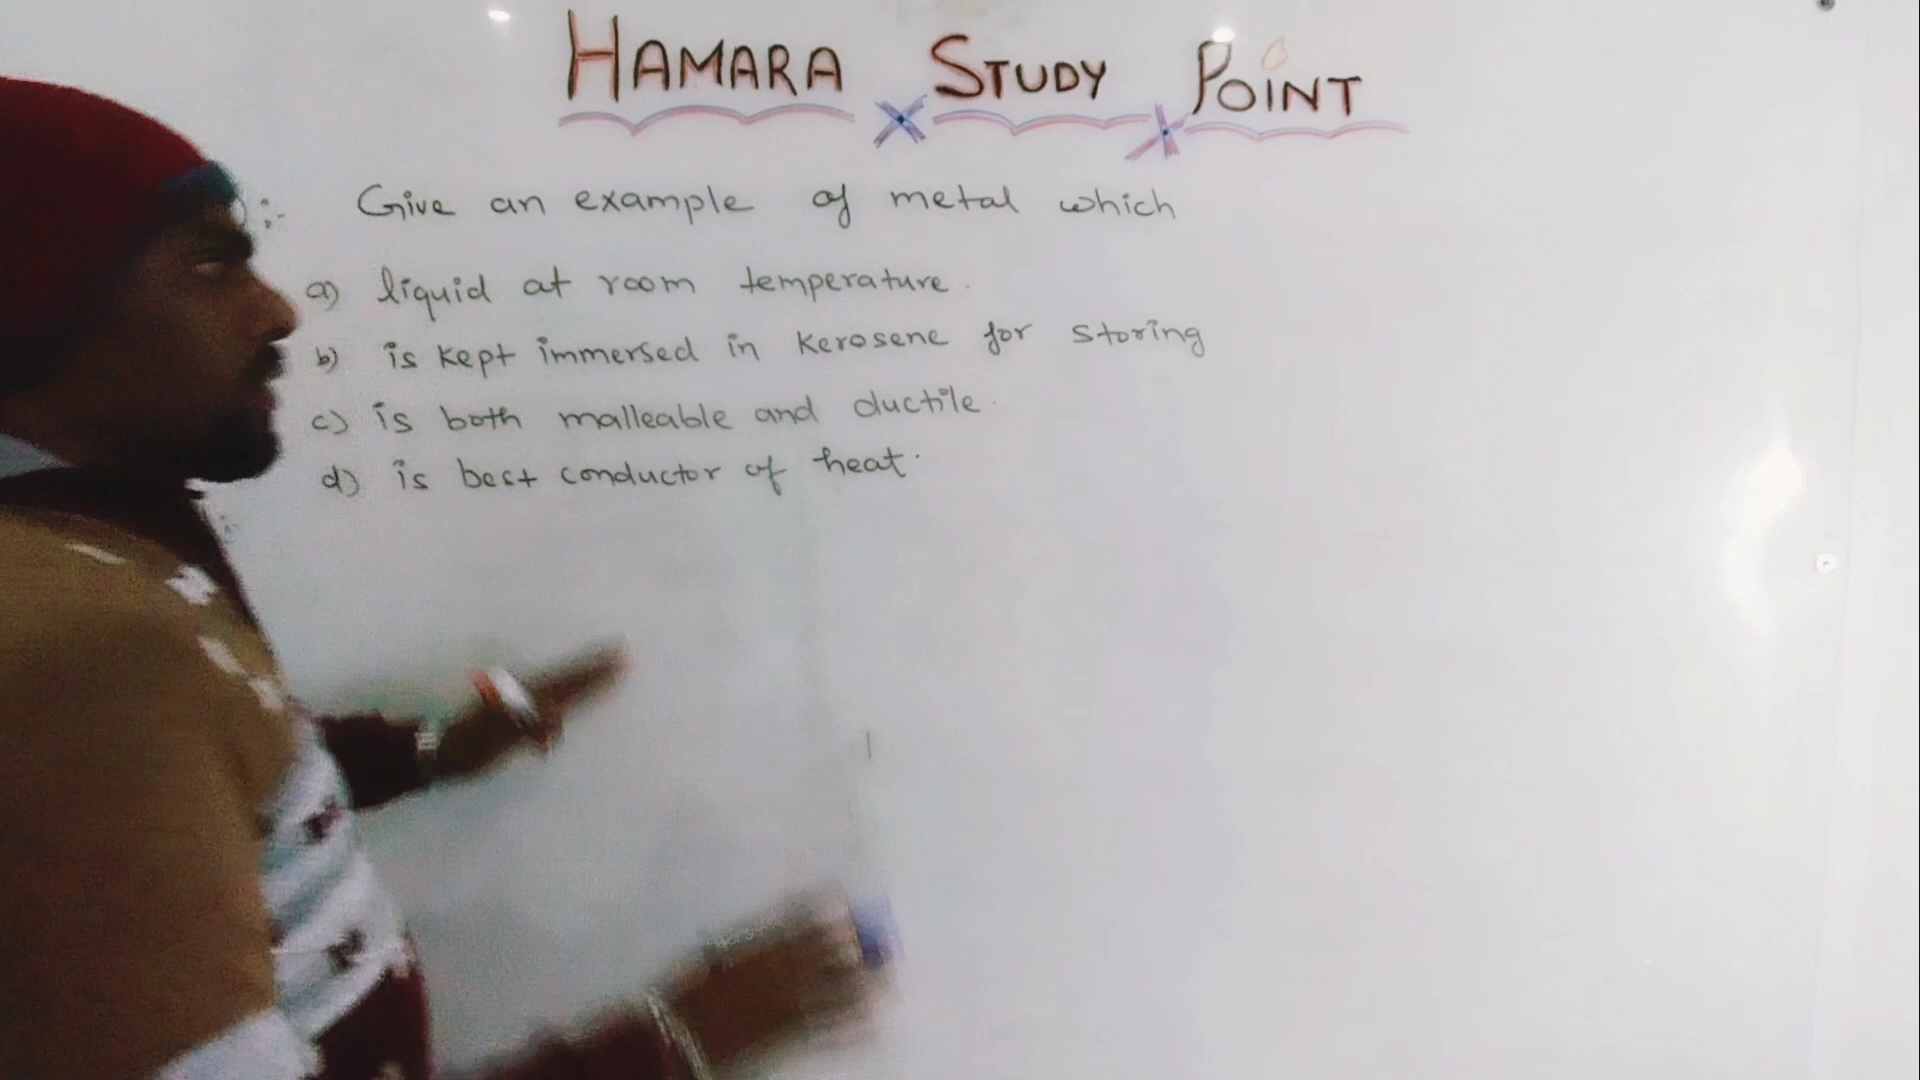 HAMARA STUDY POINT
:- Give an example of metal which
a) liquid at room temperature.
b) is kept immersed in kerosene for storing
c) is both malleable and ductile.
d) is best conductor of heat.